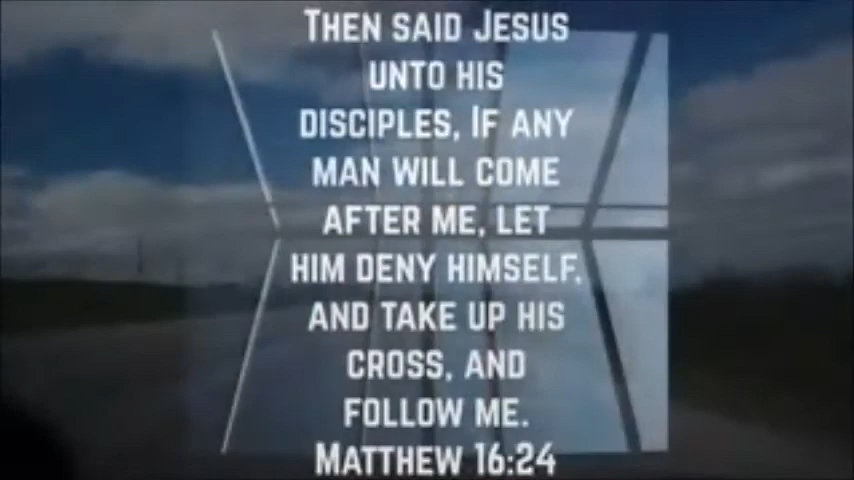 Then said Jesus
unto his
disciples, If any
man will come
after me, let
him deny himself,
and take up his
cross, and
follow me.
Matthew 16:24